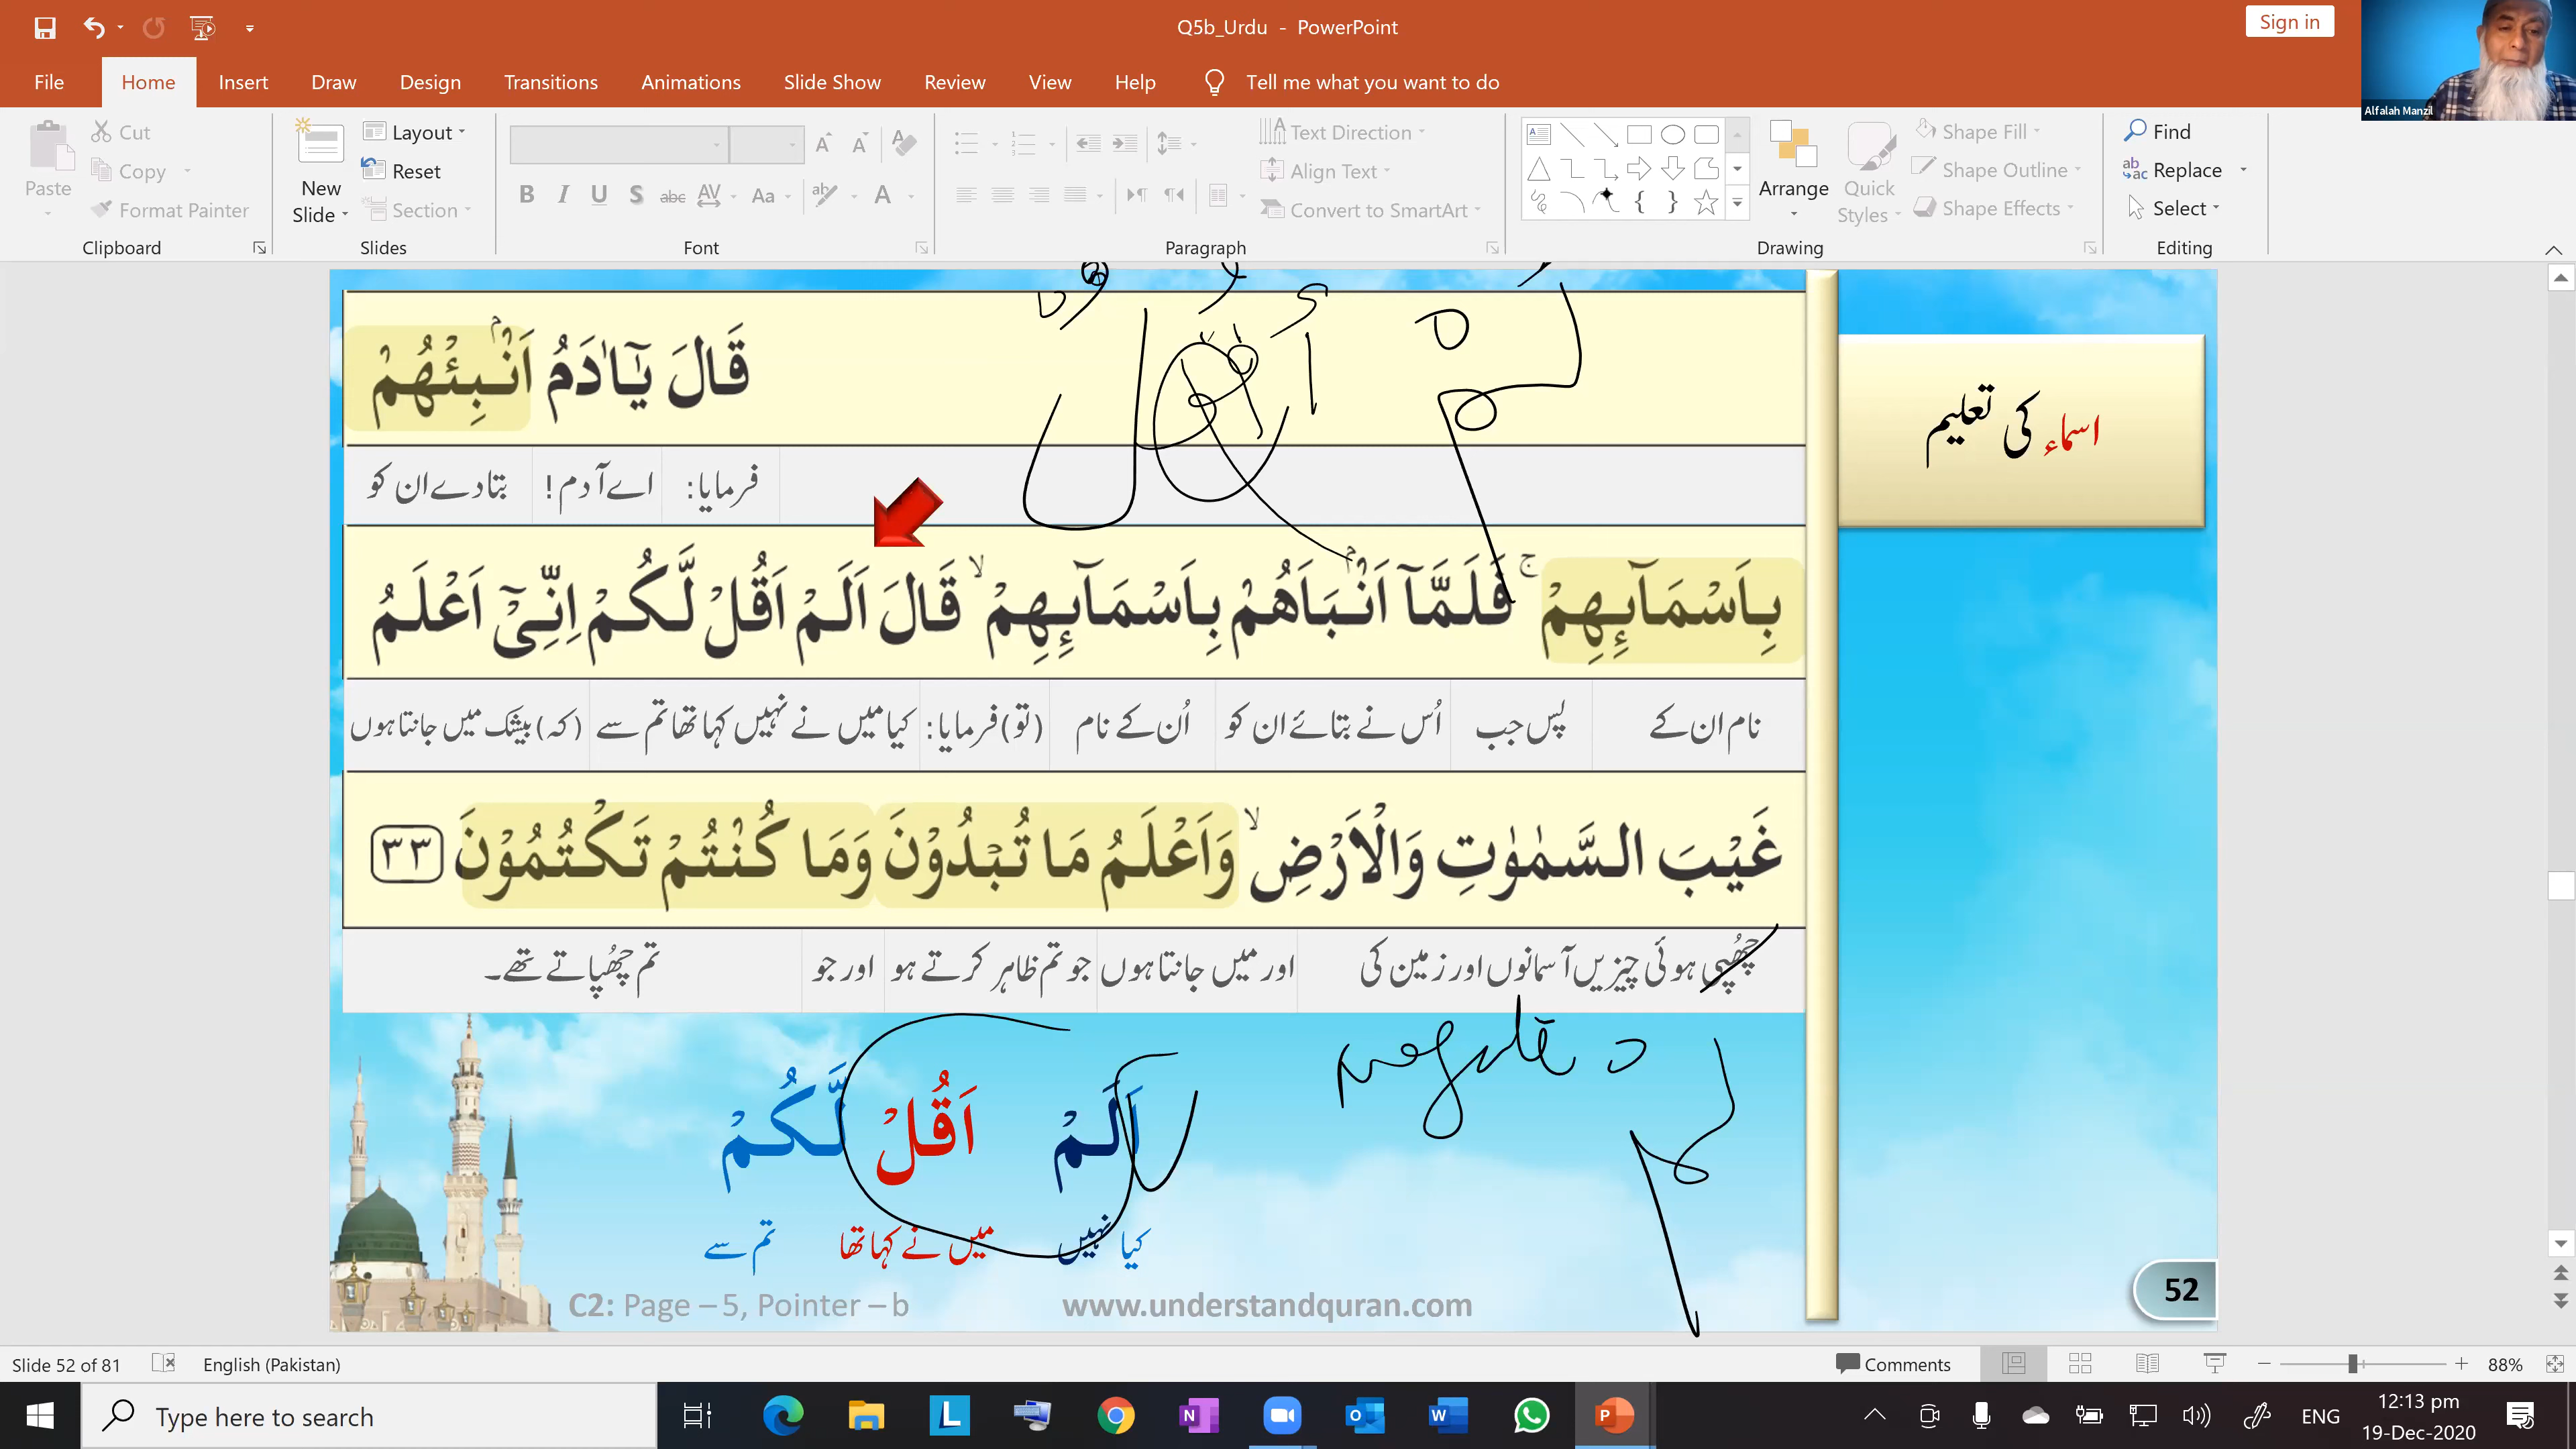 Q5b_Urdu - PowerPoint
Sign in
File Home Insert Draw Design Transitions Animations Slide Show Review View Help Tell me what you want to do
Alfalah Manzil
Paste Cut Copy Format Painter
New Slide Layout Reset Section
Text Direction Align Text Convert to SmartArt
Arrange Quick Styles Shape Fill Shape Outline Shape Effects
Find Replace Select
Clipboard Slides Font Paragraph Drawing Editing
اسماء کی تعلیم
قَالَ يٰٓاٰدَمُ اَنْۢبِئْهُمْ
فرمایا: اے آدم! بتادے ان کو
بِاَسْمَآئِهِمْ ۚ فَلَمَّآ اَنْۢبَاَهُمْ بِاَسْمَآئِهِمْ ۙ قَالَ اَلَمْ اَقُلْ لَّكُمْ اِنِّىْٓ اَعْلَمُ
نام ان کے پس جب اُس نے بتائے ان کو اُن کے نام (تو) فرمایا: کیا میں نے نہیں کہا تھا تم سے (کہ) بیشک میں جانتا ہوں
غَيْبَ السَّمٰوٰتِ وَالْاَرْضِ ۙ وَاَعْلَمُ مَا تُبْدُوْنَ وَمَا كُنْتُمْ تَكْتُمُوْنَ ٣٣
چھُپی ہوئی چیزیں آسمانوں اور زمین کی اور میں جانتا ہوں جو تم ظاہر کرتے ہو اور جو تم چھُپاتے تھے۔
اَلَمْ اَقُلْ لَّكُمْ
کیا نہیں میں نے کہا تھا تم سے
C2: Page – 5, Pointer – b www.understandquran.com
52
Slide 52 of 81 English (Pakistan) Comments 88%
Type here to search
ENG
12:13 pm
19-Dec-2020